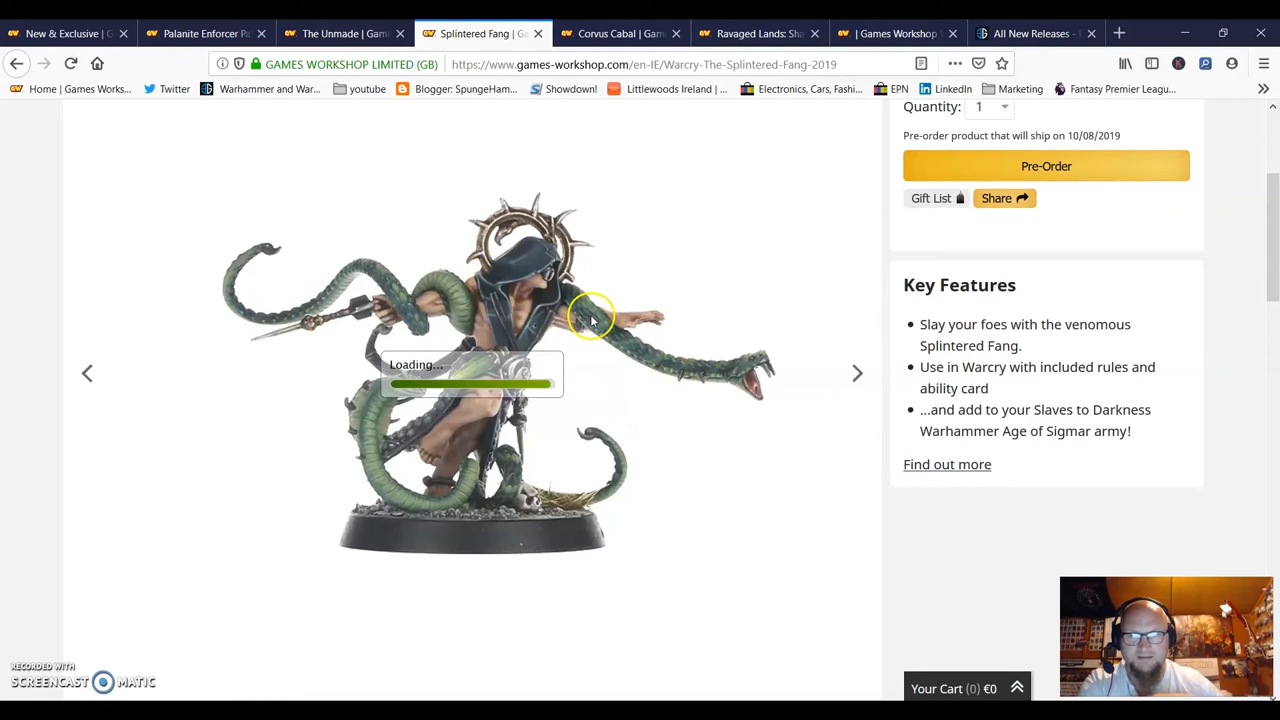 New & Exclusive | G
Palanite Enforcer Pa
The Unmade | Gam
Splintered Fang | Ga
Corvus Cabal | Gam
Ravaged Lands: Sha
| Games Workshop
All New Releases -
GAMES WORKSHOP LIMITED (GB)
https://www.games-workshop.com/en-IE/Warcry-The-Splintered-Fang-2019
Home | Games Works...
Twitter
Warhammer and War...
youtube
Blogger: SpungeHam...
Showdown!
Littlewoods Ireland | ...
Electronics, Cars, Fashi...
EPN
LinkedIn
Marketing
Fantasy Premier Leag...
Quantity: 1
Pre-order product that will ship on 10/08/2019
Pre-Order
Gift List
Share
Key Features
Slay your foes with the venomous
Splintered Fang.
Use in Warcry with included rules and
ability card
...and add to your Slaves to Darkness
Warhammer Age of Sigmar army!
Find out more
Loading...
Your Cart (0) €0
RECORDED WITH
SCREENCAST MATIC